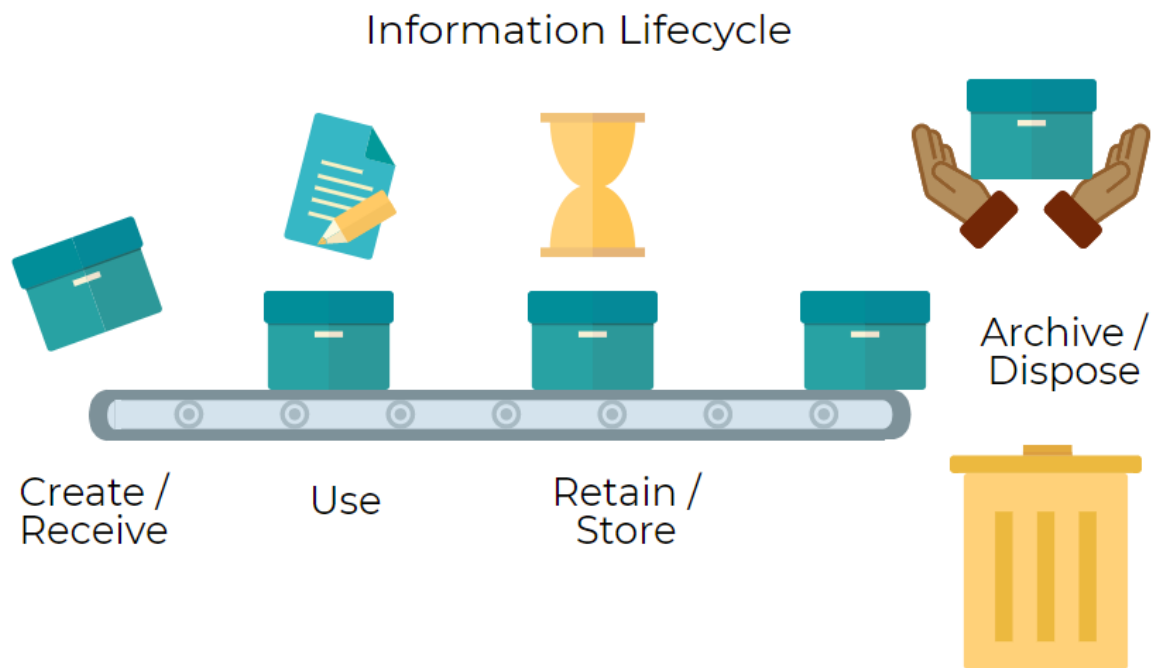 Information Lifecycle
Archive /
Dispose
Create /
Receive
Use
Retain /
Store